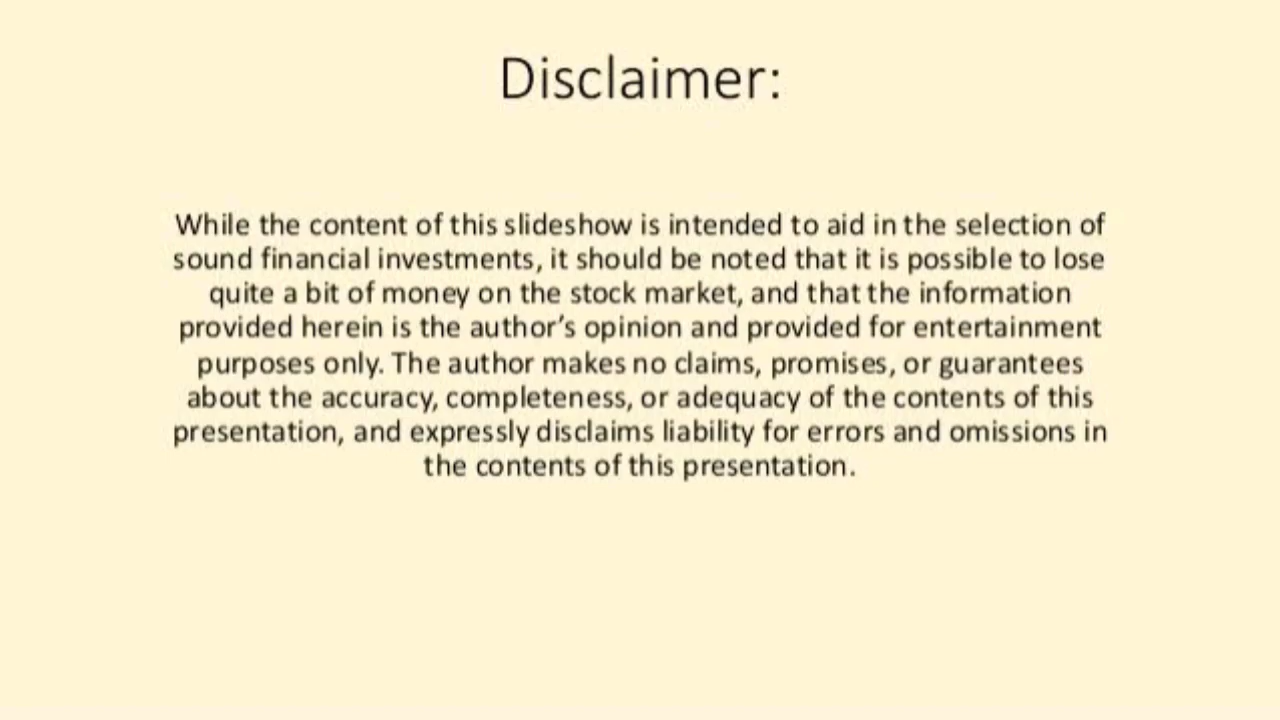 Disclaimer:
While the content of this slideshow is intended to aid in the selection of
sound financial investments, it should be noted that it is possible to lose
quite a bit of money on the stock market, and that the information
provided herein is the author’s opinion and provided for entertainment
purposes only. The author makes no claims, promises, or guarantees
about the accuracy, completeness, or adequacy of the contents of this
presentation, and expressly disclaims liability for errors and omissions in
the contents of this presentation.